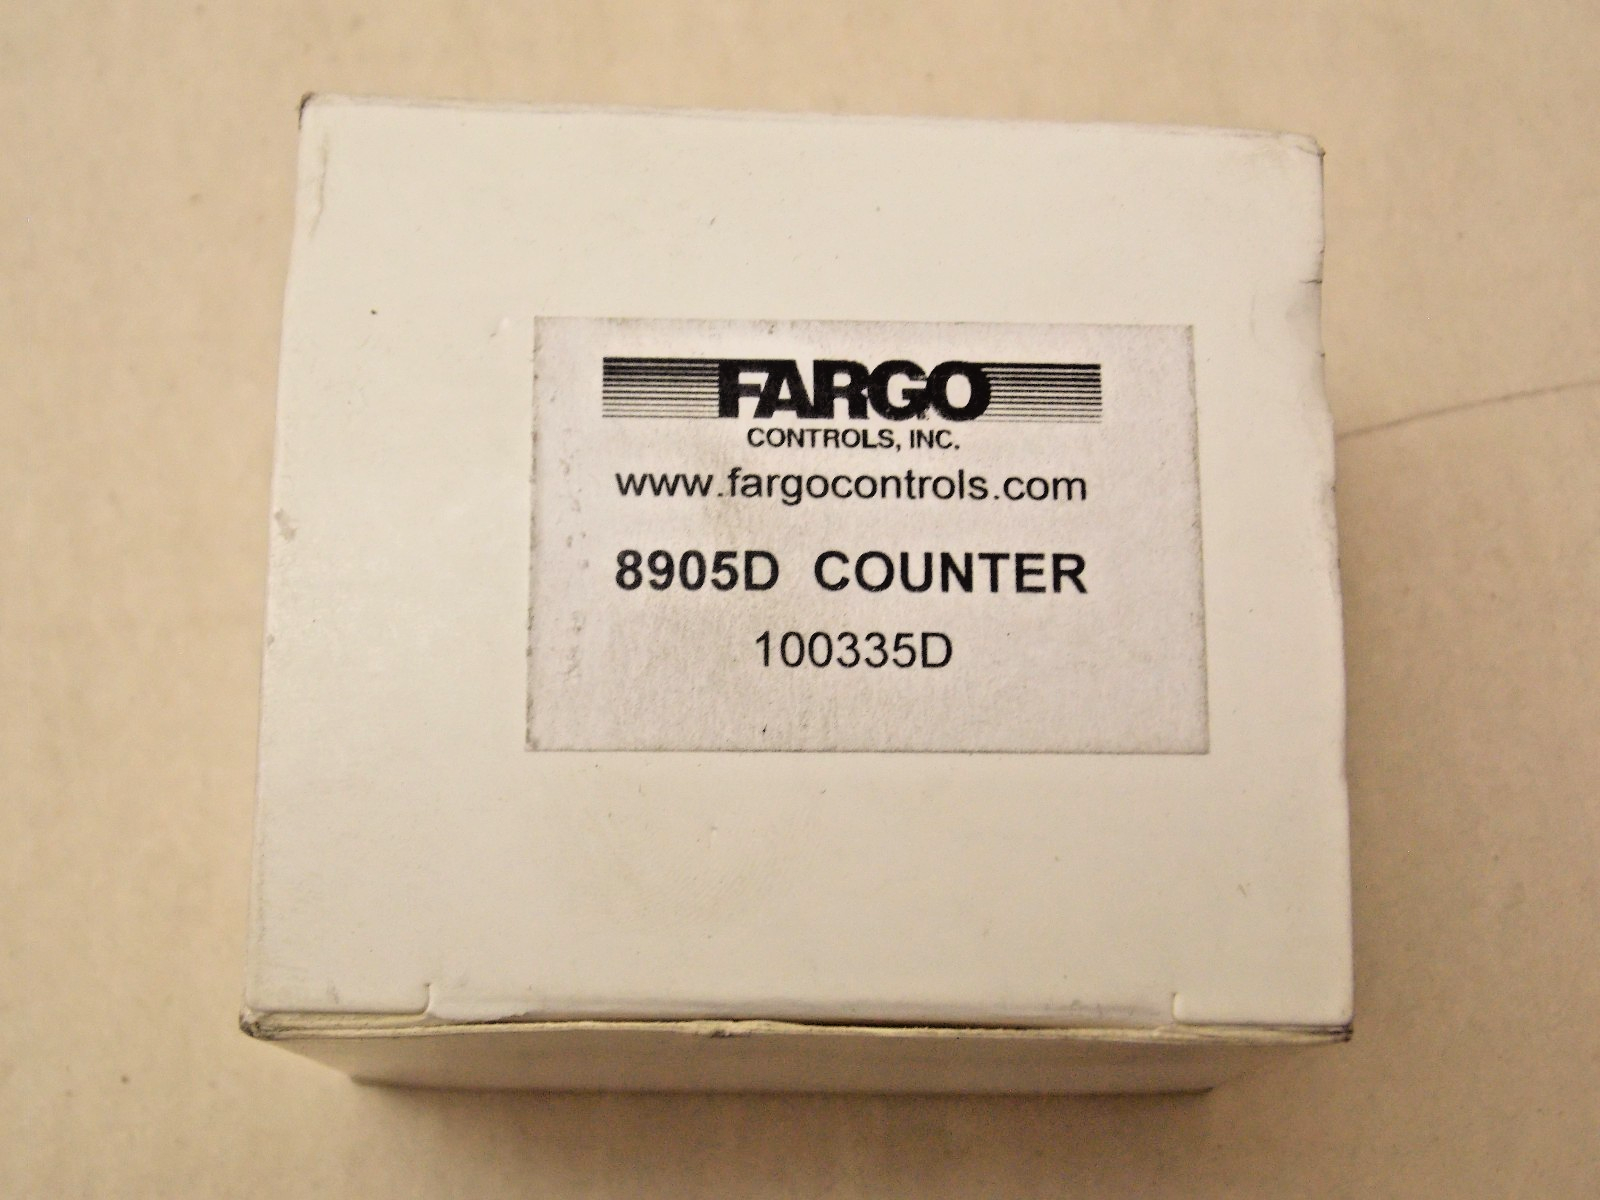 FARGO
CONTROLS, INC.
www.fargocontrols.com
8905D COUNTER
100335D